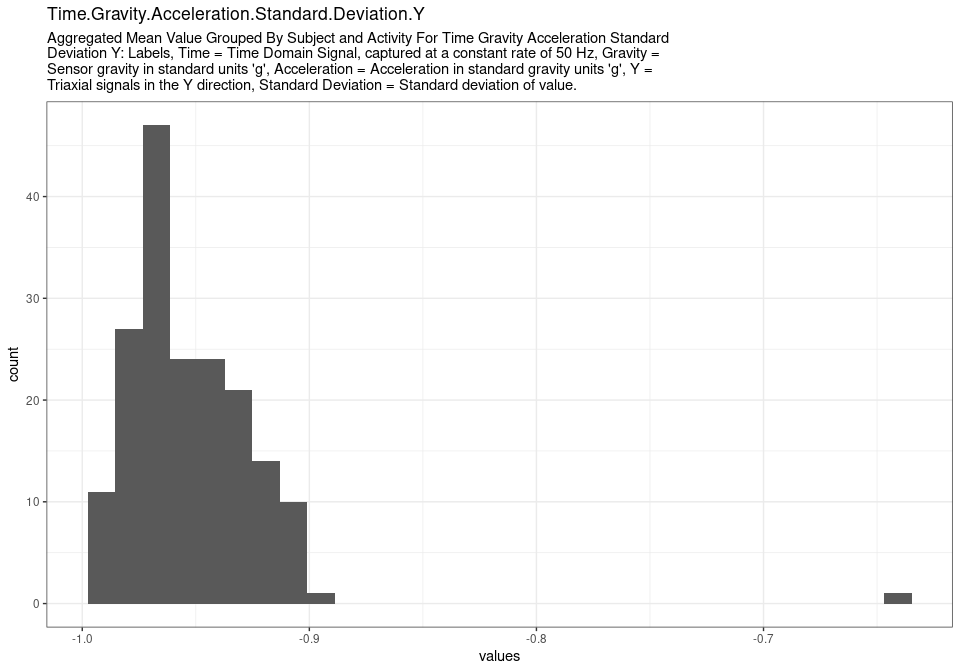 Time.Gravity.Acceleration.Standard.Deviation.Y
Aggregated Mean Value Grouped By Subject and Activity For Time Gravity Acceleration Standard
Deviation Y: Labels, Time = Time Domain Signal, captured at a constant rate of 50 Hz, Gravity =
Sensor gravity in standard units 'g', Acceleration = Acceleration in standard gravity units 'g', Y =
Triaxial signals in the Y direction, Standard Deviation = Standard deviation of value.
40
30
20
10
0
count
-1.0
-0.9
-0.8
-0.7
values